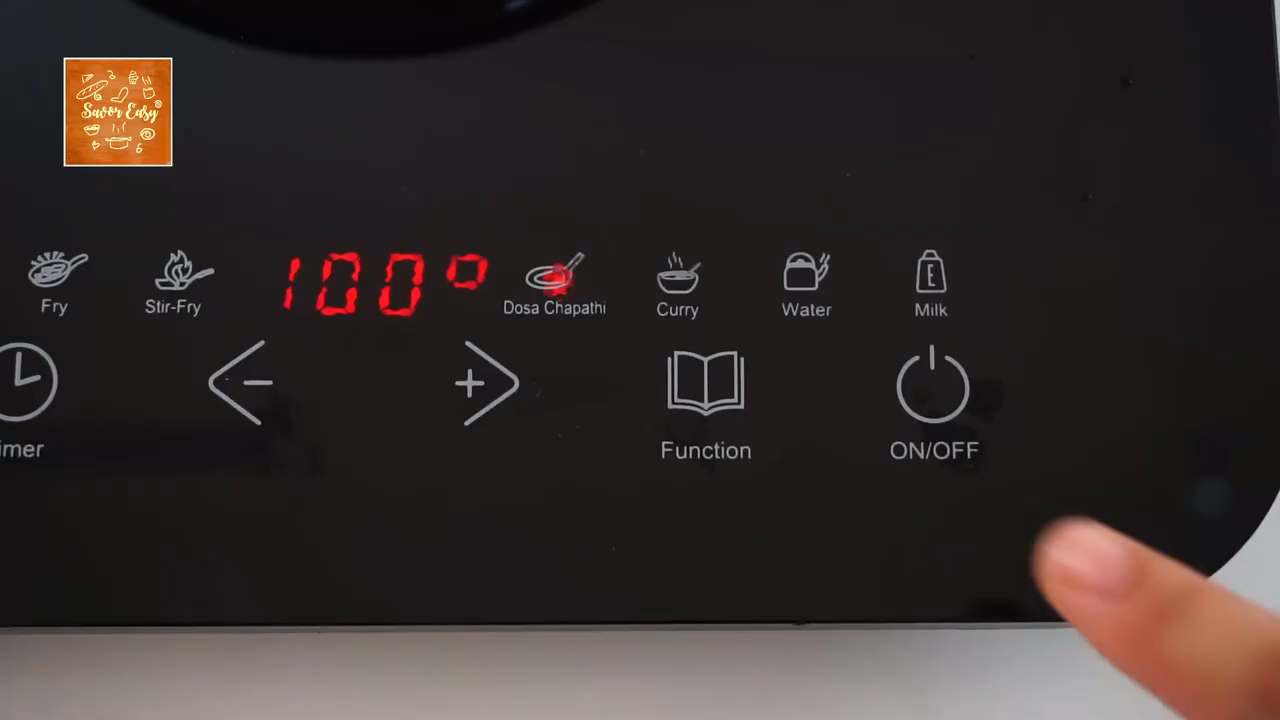 Savor Easy
Fry
Stir-Fry
100°
Dosa Chapathi
Curry
Water
E
Milk
imer
Function
ON/OFF